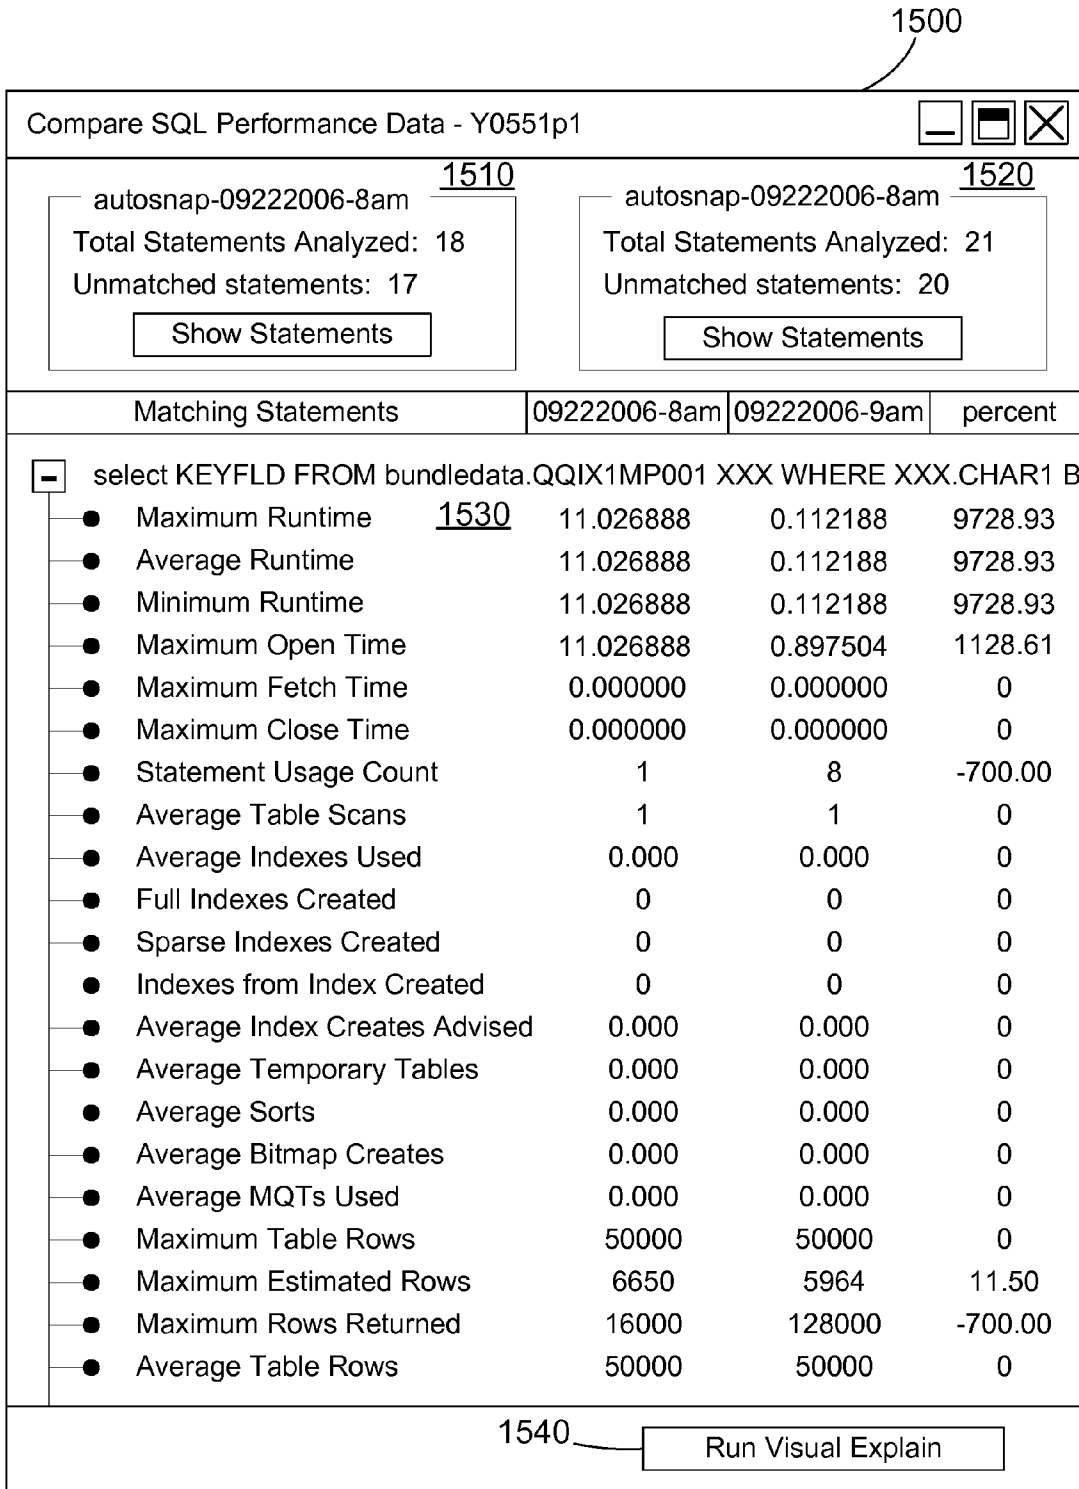 1500
Compare SQL Performance Data - Y0551p1
1510
autosnap-09222006-8am
Total Statements Analyzed: 18
Unmatched statements: 17
Show Statements
1520
autosnap-09222006-8am
Total Statements Analyzed: 21
Unmatched statements: 20
Show Statements
Matching Statements 09222006-8am 09222006-9am percent
select KEYFLD FROM bundledata.QQIX1MP001 XXX WHERE XXX.CHAR1 B
Maximum Runtime 1530 11.026888 0.112188 9728.93
Average Runtime 11.026888 0.112188 9728.93
Minimum Runtime 11.026888 0.112188 9728.93
Maximum Open Time 11.026888 0.897504 1128.61
Maximum Fetch Time 0.000000 0.000000 0
Maximum Close Time 0.000000 0.000000 0
Statement Usage Count 1 8 -700.00
Average Table Scans 1 1 0
Average Indexes Used 0.000 0.000 0
Full Indexes Created 0 0 0
Sparse Indexes Created 0 0 0
Indexes from Index Created 0 0 0
Average Index Creates Advised 0.000 0.000 0
Average Temporary Tables 0.000 0.000 0
Average Sorts 0.000 0.000 0
Average Bitmap Creates 0.000 0.000 0
Average MQTs Used 0.000 0.000 0
Maximum Table Rows 50000 50000 0
Maximum Estimated Rows 6650 5964 11.50
Maximum Rows Returned 16000 128000 -700.00
Average Table Rows 50000 50000 0
1540
Run Visual Explain